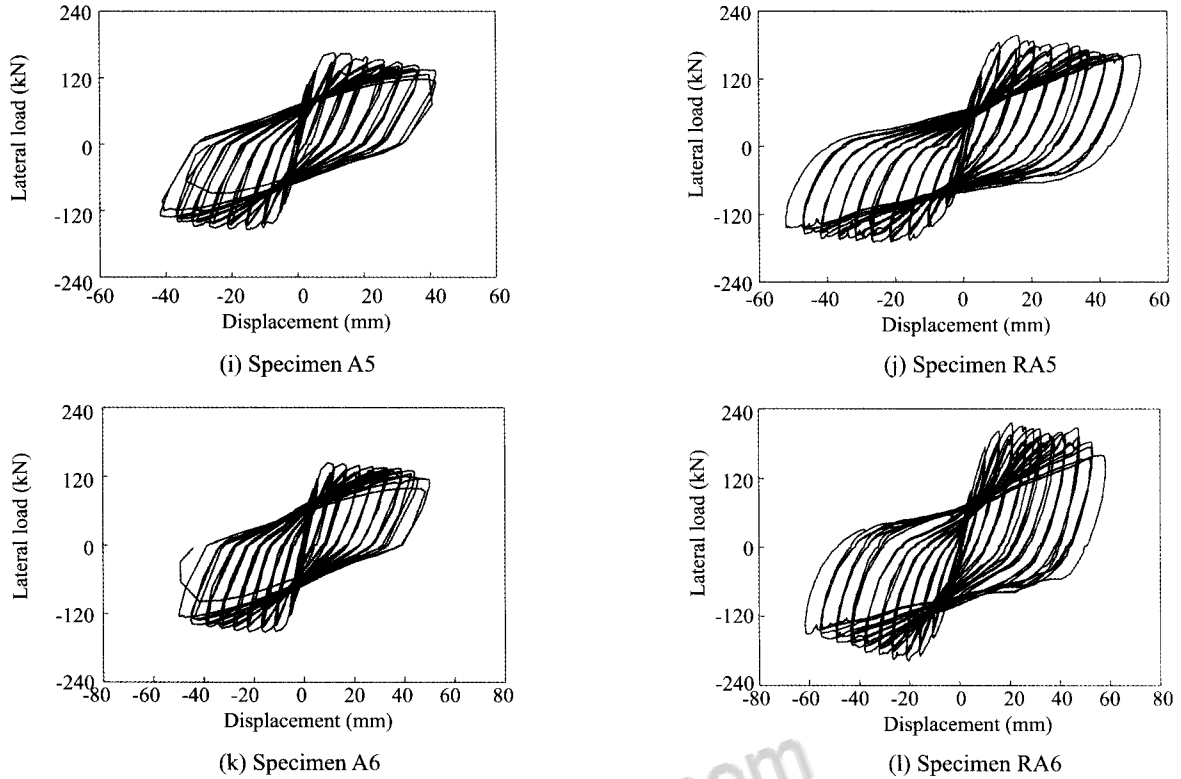 240
120
0
-120
-240
Lateral load (kN)
-60 -40 -20 0 20 40 60
Displacement (mm)
(i) Specimen A5
240
120
0
-120
-240
Lateral load (kN)
-60 -40 -20 0 20 40 60
Displacement (mm)
(j) Specimen RA5
240
120
0
-120
-240
Lateral load (kN)
-80 -60 -40 -20 0 20 40 60 80
Displacement (mm)
(k) Specimen A6
240
120
0
-120
-240
Lateral load (kN)
-80 -60 -40 -20 0 20 40 60 80
Displacement (mm)
(l) Specimen RA6
com